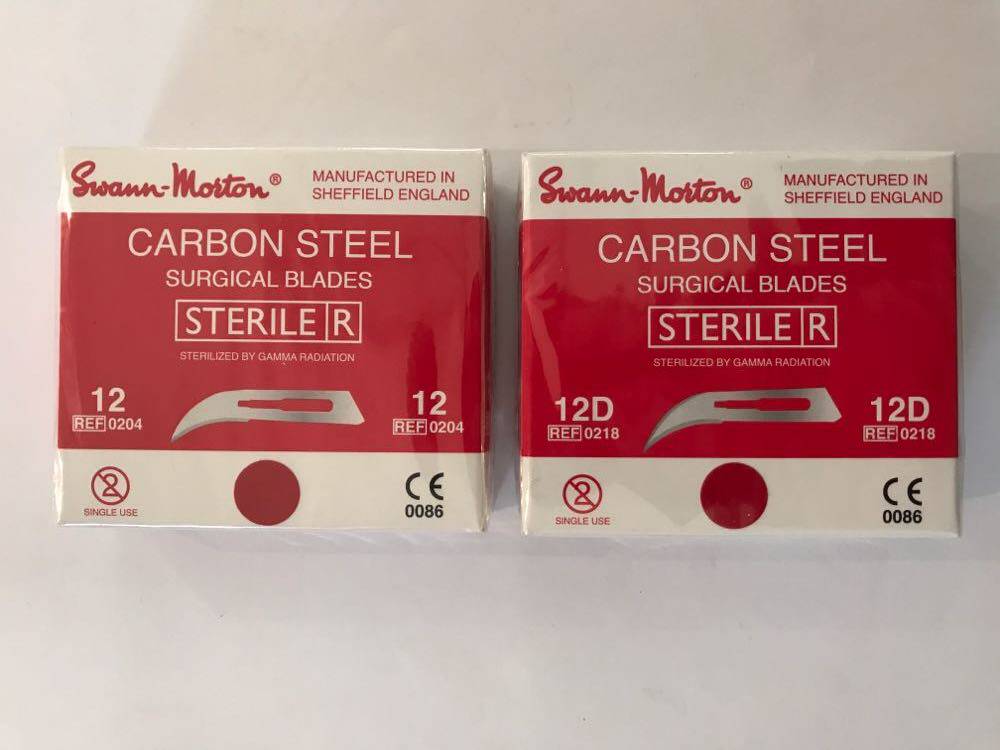 Swann-Morton®
MANUFACTURED IN
SHEFFIELD ENGLAND
CARBON STEEL
SURGICAL BLADES
STERILE R
STERILIZED BY GAMMA RADIATION
12
REF 0204
12
REF 0204
2
SINGLE USE
CE
0086
Swann-Morton®
MANUFACTURED IN
SHEFFIELD ENGLAND
CARBON STEEL
SURGICAL BLADES
STERILE R
STERILIZED BY GAMMA RADIATION
12D
REF 0218
12D
REF 0218
2
SINGLE USE
CE
0086